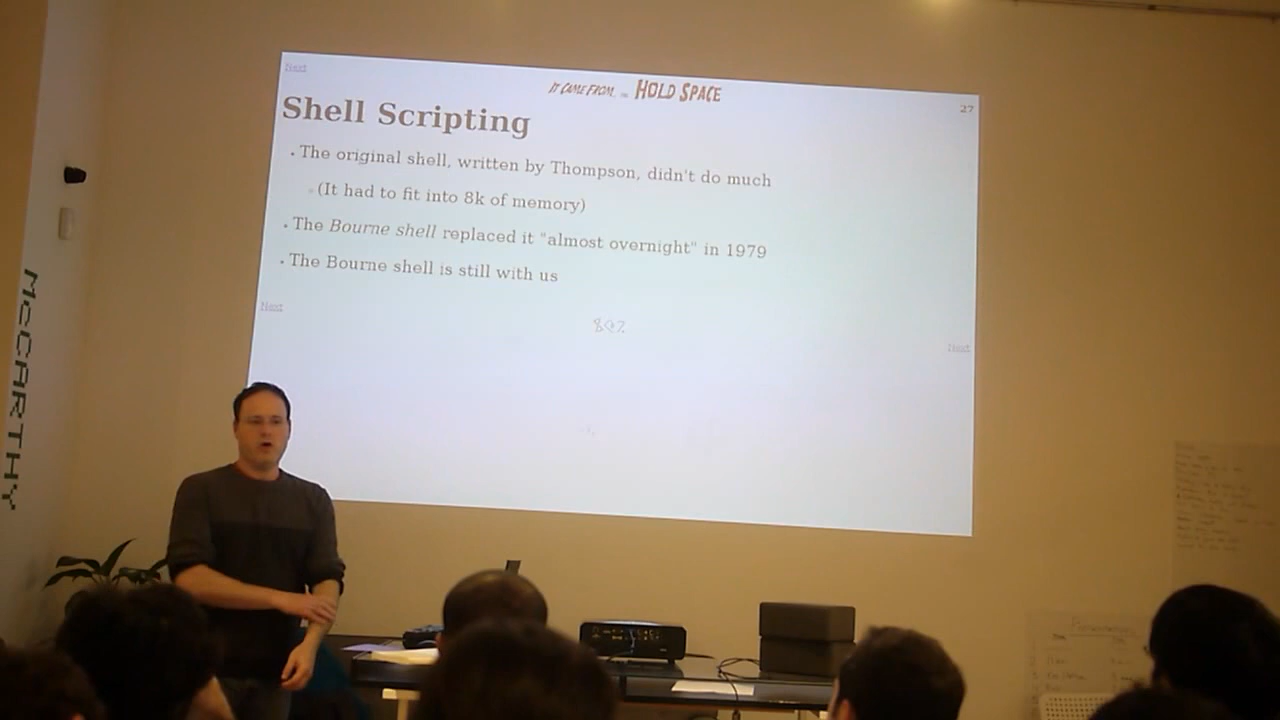 Next
IT CAME FROM... HOLD SPACE
27
Shell Scripting
• The original shell, written by Thompson, didn't do much
(It had to fit into 8k of memory)
• The Bourne shell replaced it "almost overnight" in 1979
• The Bourne shell is still with us
Next
Next
MCCARTHY